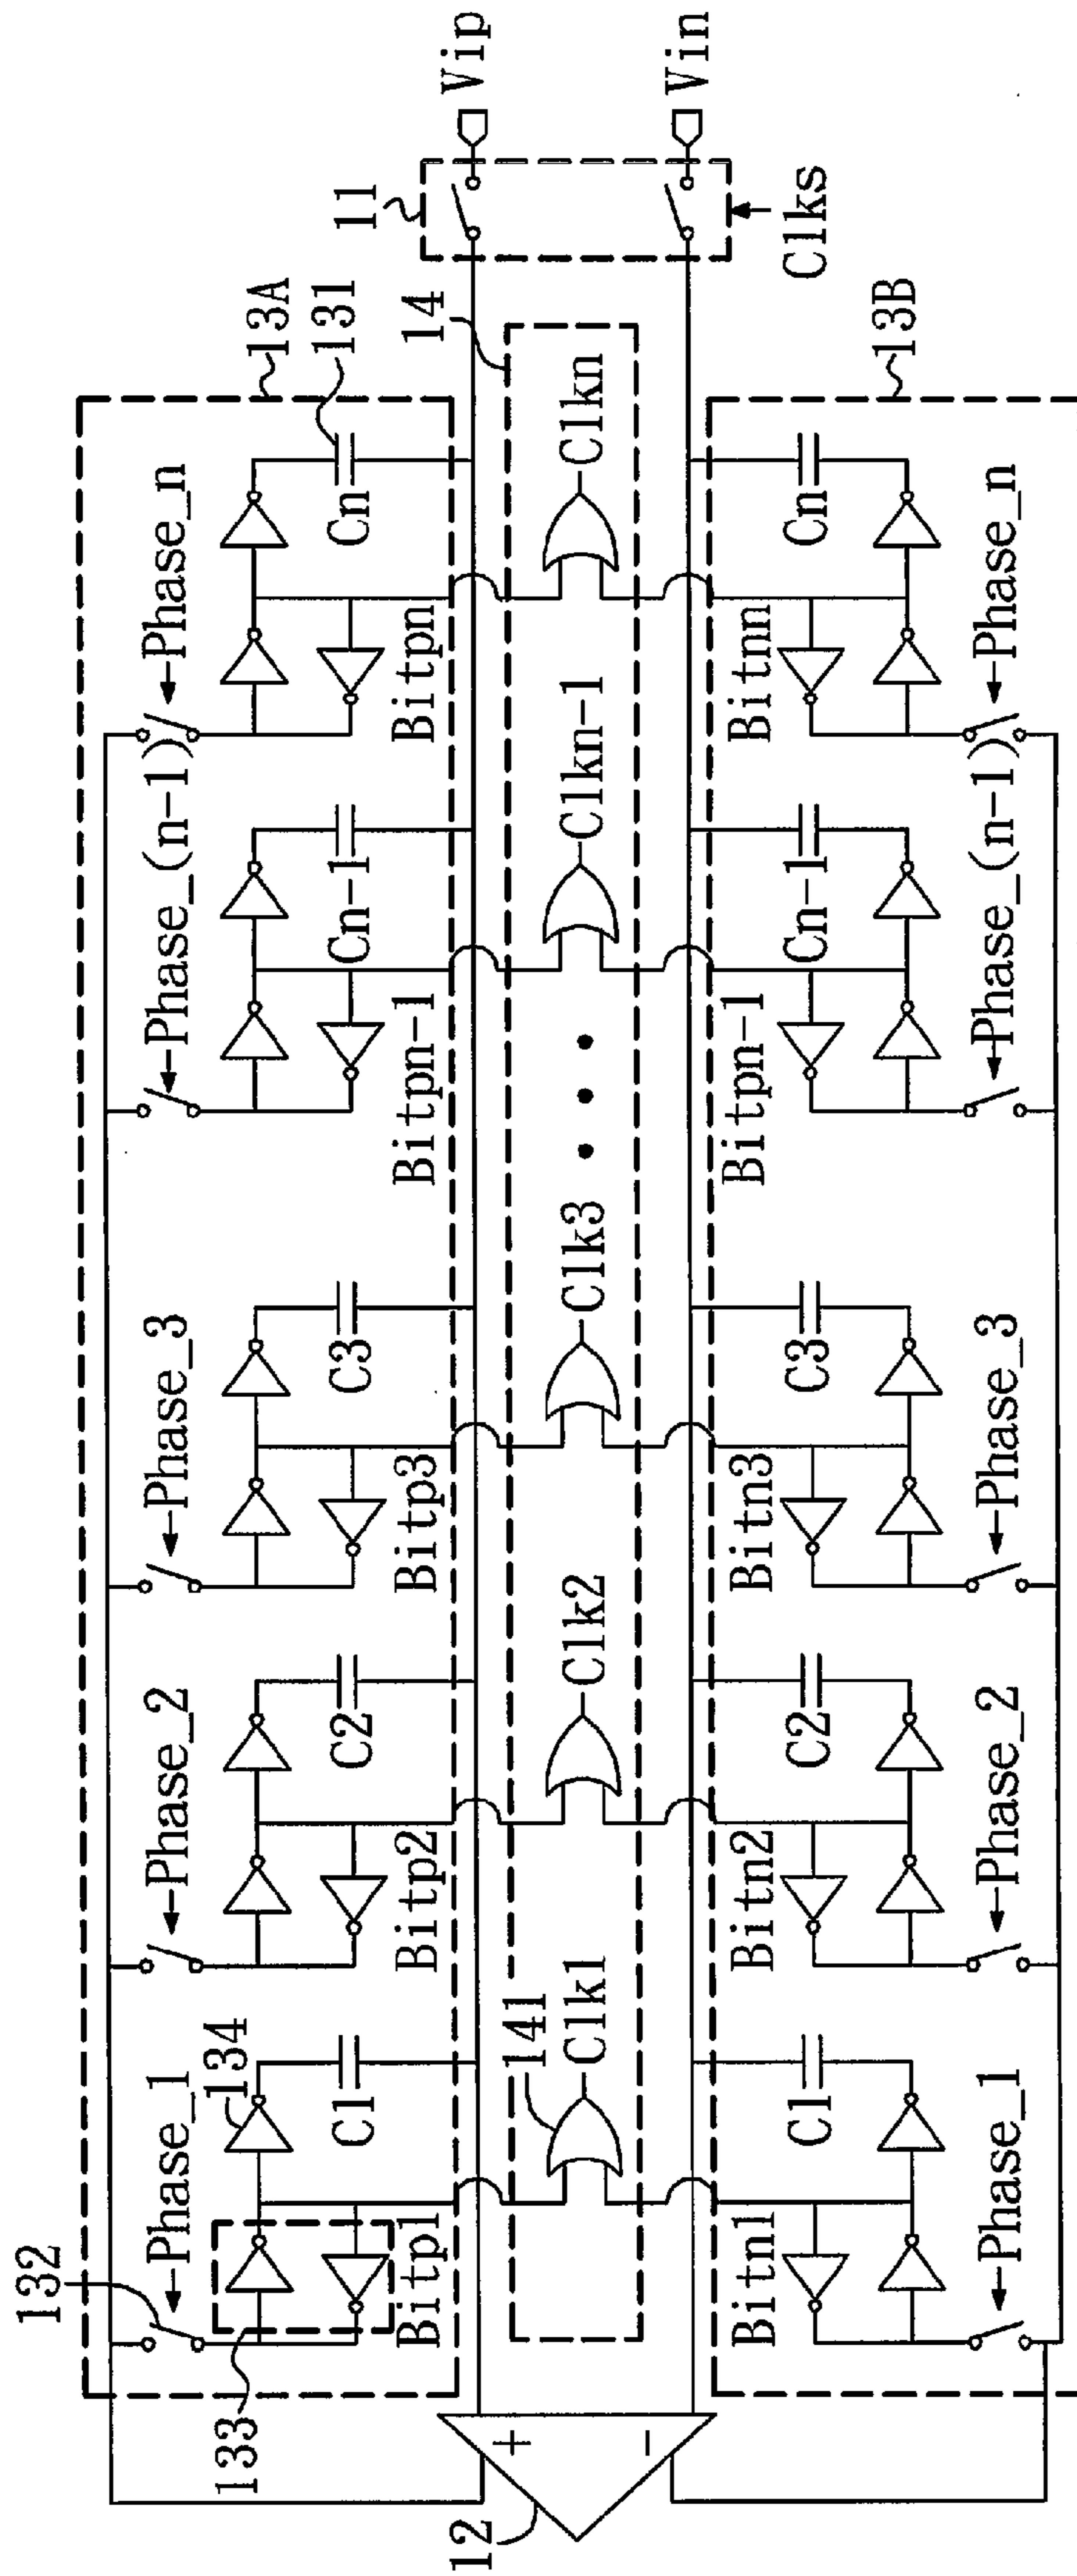 132
Phase_1
134
Phase_2
Phase_3
Phase_(n-1)
Phase_n
13A
131
133
C1
C2
C3
Cn-1
Cn
Bitp1
Bitp2
Bitp3
Bitpn-1
Bitpn
14
11
Vip
12
+
-
141
Clk1
Clk2
Clk3
Clkn-1
Clkn
Vin
Clks
Bitn1
Bitn2
Bitn3
Bitpn-1
Bitnn
C1
C2
C3
Cn-1
Cn
13B
Phase_1
Phase_2
Phase_3
Phase_(n-1)
Phase_n